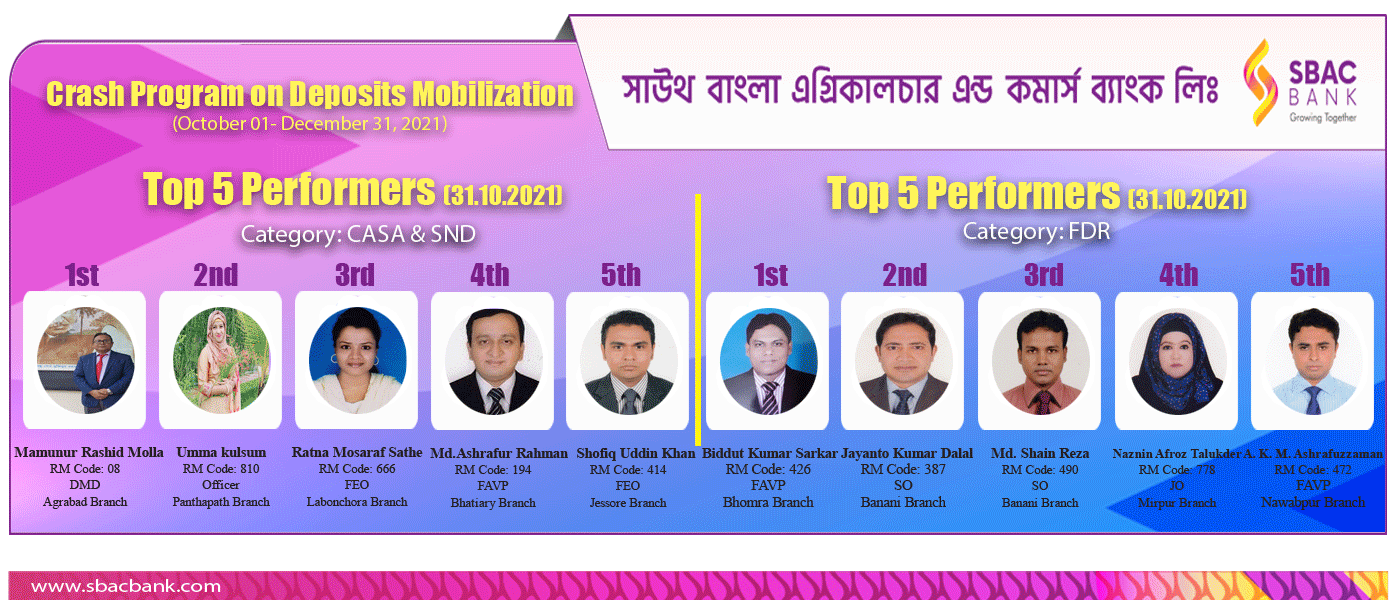 Crash Program on Deposits Mobilization
(October 01- December 31, 2021)
সাউথ বাংলা এগ্রিকালচার এন্ড কমার্স ব্যাংক লিঃ
SBAC
BANK
Growing Together
Top 5 Performers (31.10.2021)
Category: CASA & SND
1st 2nd 3rd 4th 5th
Mamunur Rashid Molla
RM Code: 08
DMD
Agrabad Branch
Umma kulsum
RM Code: 810
Officer
Panthapath Branch
Ratna Mosaraf Sathe
RM Code: 666
FEO
Labonchora Branch
Md.Ashrafur Rahman
RM Code: 194
FAVP
Bhatiary Branch
Shofiq Uddin Khan
RM Code: 414
FEO
Jessore Branch
Top 5 Performers (31.10.2021)
Category: FDR
1st 2nd 3rd 4th 5th
Biddut Kumar Sarkar
RM Code: 426
FAVP
Bhomra Branch
Jayanto Kumar Dalal
RM Code: 387
SO
Banani Branch
Md. Shain Reza
RM Code: 490
SO
Banani Branch
Naznin Afroz Talukder
RM Code: 778
JO
Mirpur Branch
A. K. M. Ashrafuzzaman
RM Code: 472
FAVP
Nawabpur Branch
www.sbacbank.com